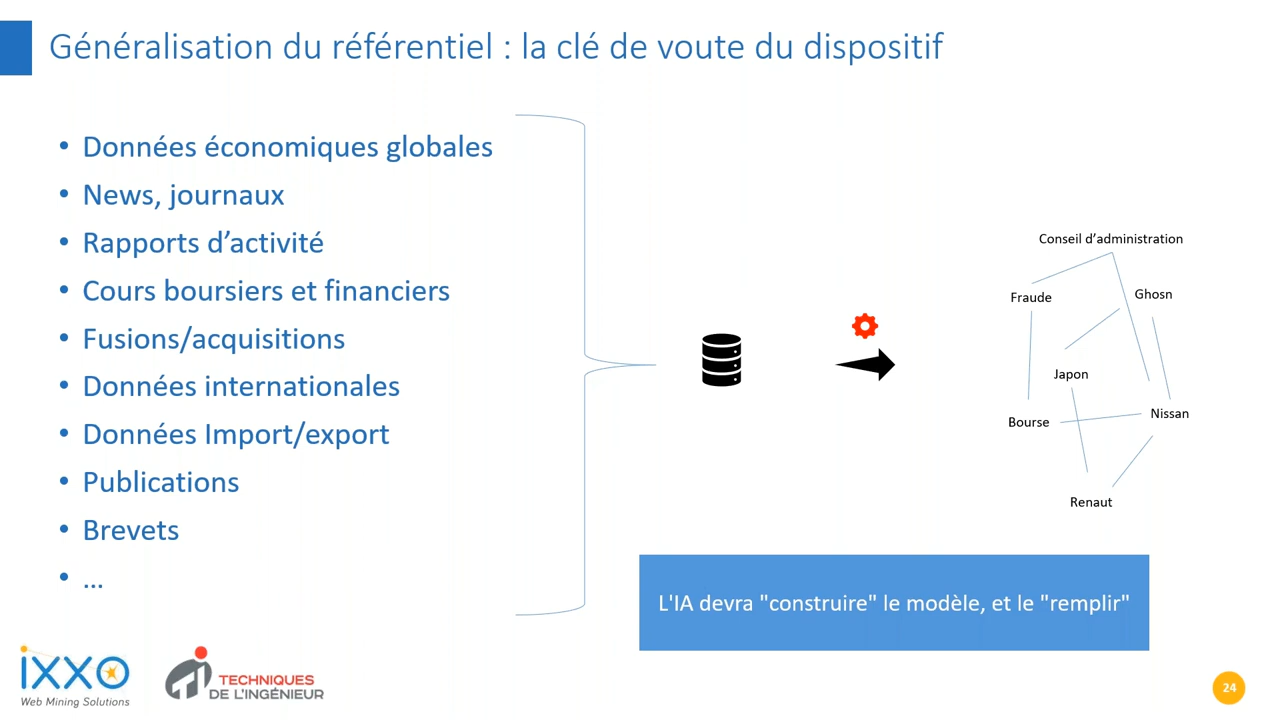 Généralisation du référentiel : la clé de voute du dispositif
• Données économiques globales
• News, journaux
• Rapports d’activité
• Cours boursiers et financiers
• Fusions/acquisitions
• Données internationales
• Données Import/export
• Publications
• Brevets
• ...
Conseil d’administration
Fraude
Ghosn
Japon
Bourse
Nissan
Renaut
L'IA devra "construire" le modèle, et le "remplir"
ixxo
Web Mining Solutions
TECHNIQUES
DE L'INGÉNIEUR
24